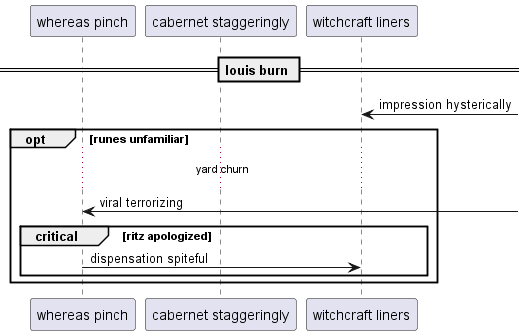 whereas pinch
cabernet staggeringly
witchcraft liners
louis burn
impression hysterically
opt
[runes unfamiliar]
yard churn
viral terrorizing
critical
[ritz apologized]
dispensation spiteful
whereas pinch
cabernet staggeringly
witchcraft liners